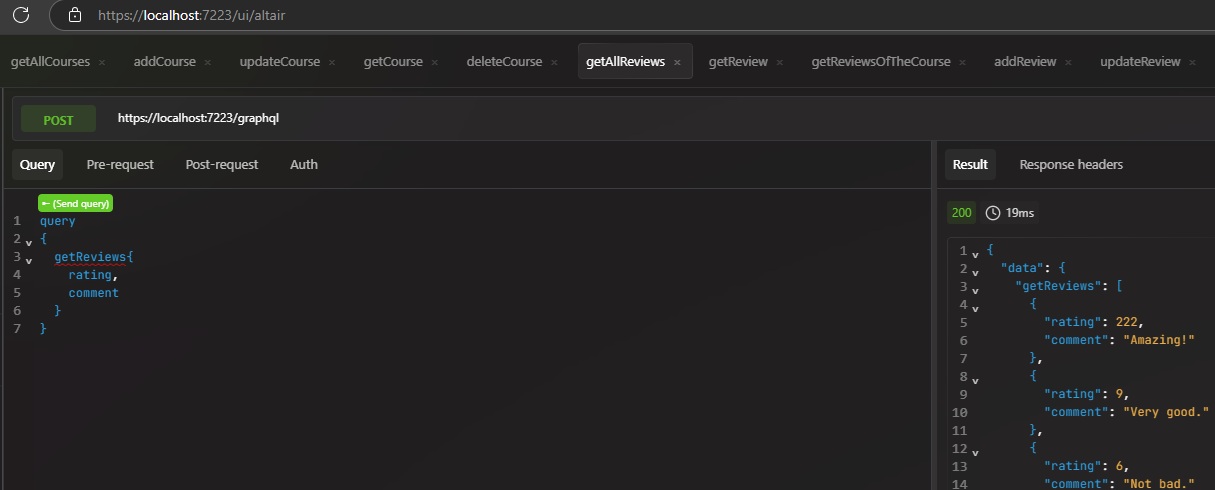 https://localhost:7223/ui/altair
getAllCourses × addCourse × updateCourse × getCourse × deleteCourse × getAllReviews × getReview × getReviewsOfTheCourse × addReview × updateReview ×
POST https://localhost:7223/graphql
Query Pre-request Post-request Auth
(Send query)
1 query
2 {
3 getReviews{
4 rating,
5 comment
6 }
7 }
Result Response headers
200 19ms
1 {
2 "data": {
3 "getReviews": [
4 {
5 "rating": 222,
6 "comment": "Amazing!"
7 },
8 {
9 "rating": 9,
10 "comment": "Very good."
11 },
12 {
13 "rating": 6,
14 "comment": "Not bad."